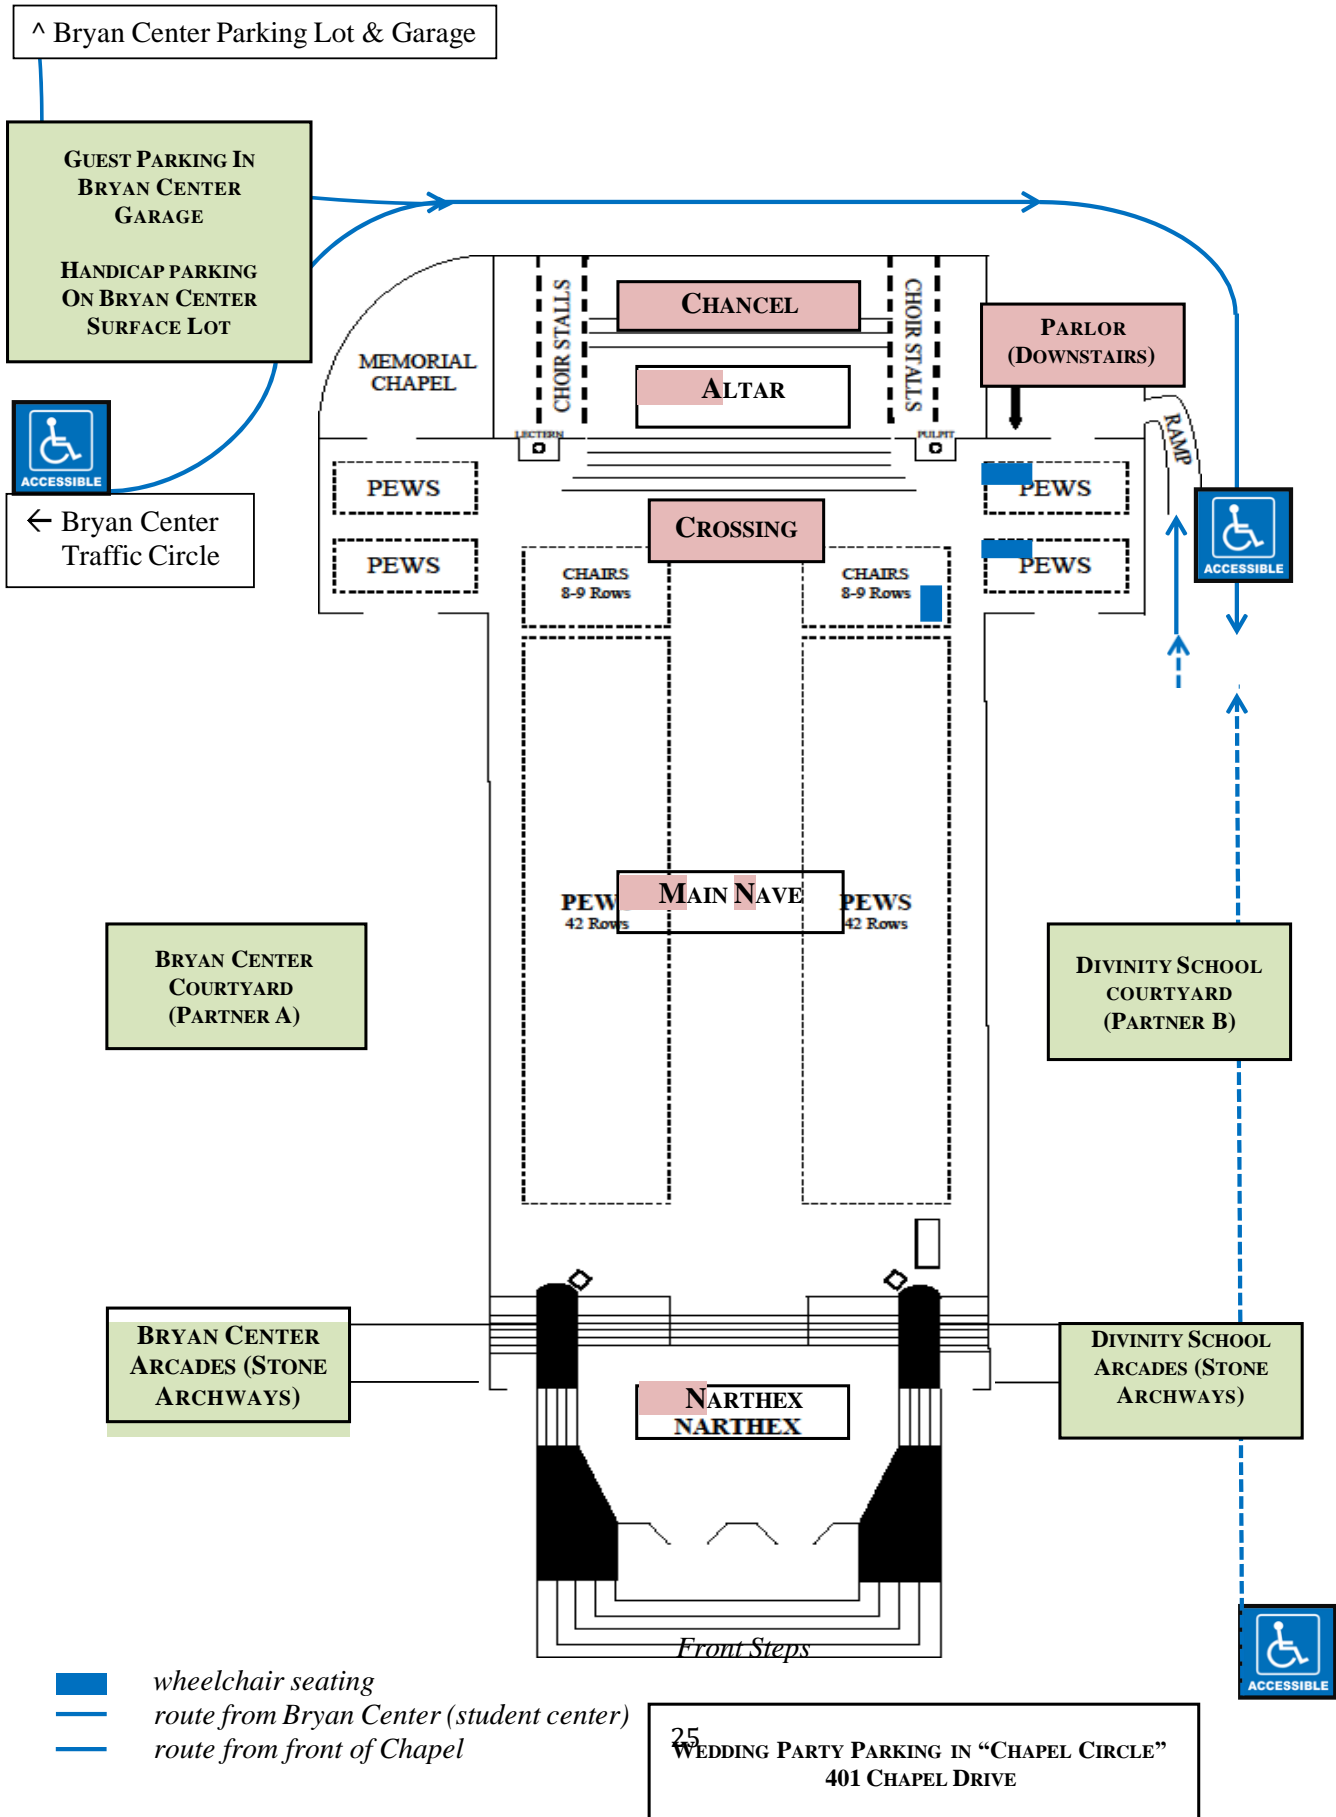 ^ Bryan Center Parking Lot & Garage
GUEST PARKING IN
BRYAN CENTER
GARAGE
HANDICAP PARKING
ON BRYAN CENTER
SURFACE LOT
CHOIR STALLS
CHANCEL
CHOIR STALLS
PARLOR
(DOWNSTAIRS)
MEMORIAL
CHAPEL
ALTAR
RAMP
ACCESSIBLE
LECTERN
PULPIT
PEWS
PEWS
← Bryan Center
Traffic Circle
CROSSING
ACCESSIBLE
PEWS
CHAIRS
8-9 Rows
CHAIRS
8-9 Rows
PEWS
PEWS
42 Rows
MAIN NAVE
PEWS
42 Rows
BRYAN CENTER
COURTYARD
(PARTNER A)
DIVINITY SCHOOL
COURTYARD
(PARTNER B)
BRYAN CENTER
ARCADES (STONE
ARCHWAYS)
DIVINITY SCHOOL
ARCADES (STONE
ARCHWAYS)
NARTHEX
NARTHEX
Front Steps
ACCESSIBLE
wheelchair seating
route from Bryan Center (student center)
route from front of Chapel
25
WEDDING PARTY PARKING IN “CHAPEL CIRCLE”
401 CHAPEL DRIVE